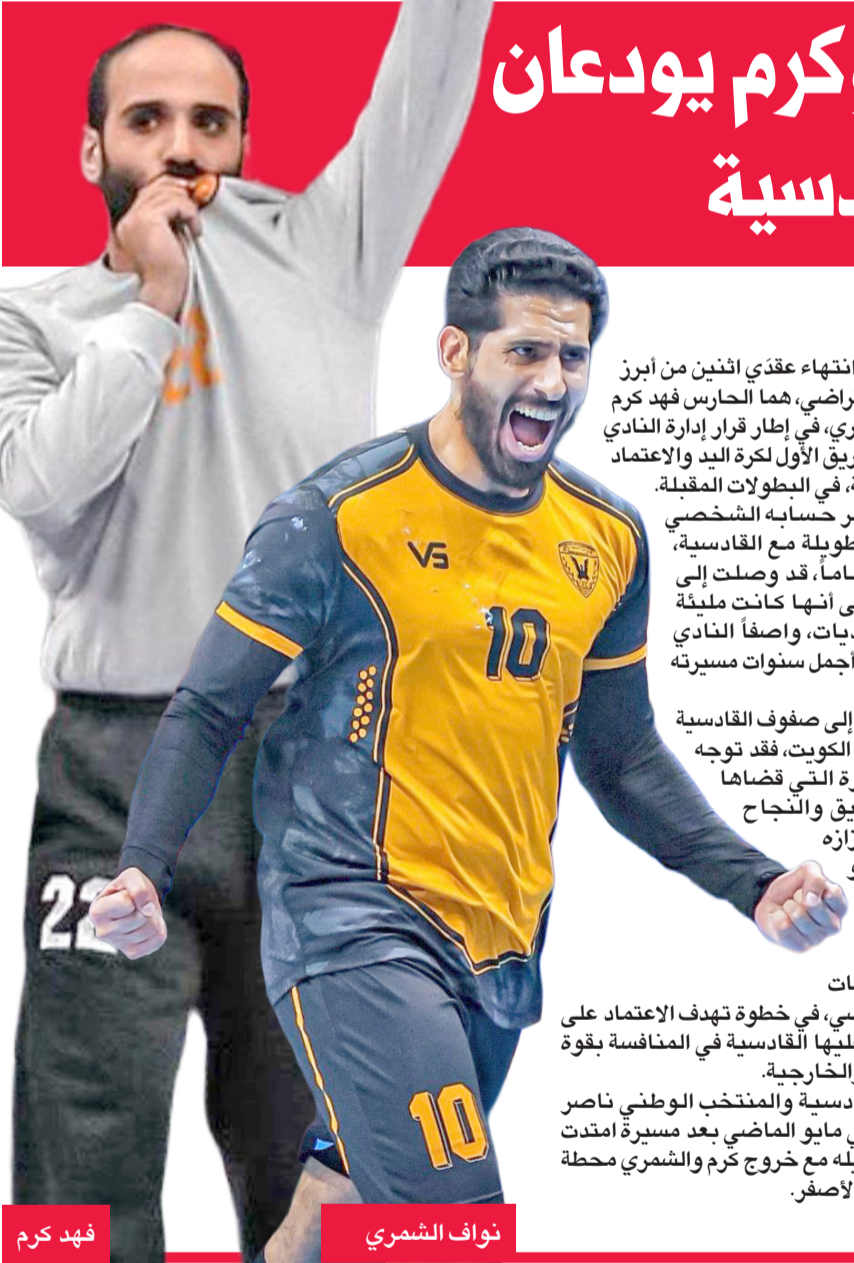 وكرم يودعان
دسية
انتهاء عقدَي اثنين من أبرز
راضي، هما الحارس فهد كرم
ري، في إطار قرار إدارة النادي
ريق الأول لكرة اليد والاعتماد
ة، في البطولات المقبلة.
ر حسابه الشخصي
طويلة مع القادسية،
اماً، قد وصلت إلى
ى أنها كانت مليئة
ديات، واصفاً النادي
أجمل سنوات مسيرته
إلى صفوف القادسية
الكويت، فقد توجه
رة التي قضاها
يق والنجاح
زازه
و
ات
سي، في خطوة تهدف الاعتماد على
ليها القادسية في المنافسة بقوة
الخارجية.
دسية والمنتخب الوطني ناصر
ي مايو الماضي بعد مسيرة امتدت
يله مع خروج كرم والشمري محطة
لأصفر.
VS
10
22
10
نواف الشمري
فهد كرم